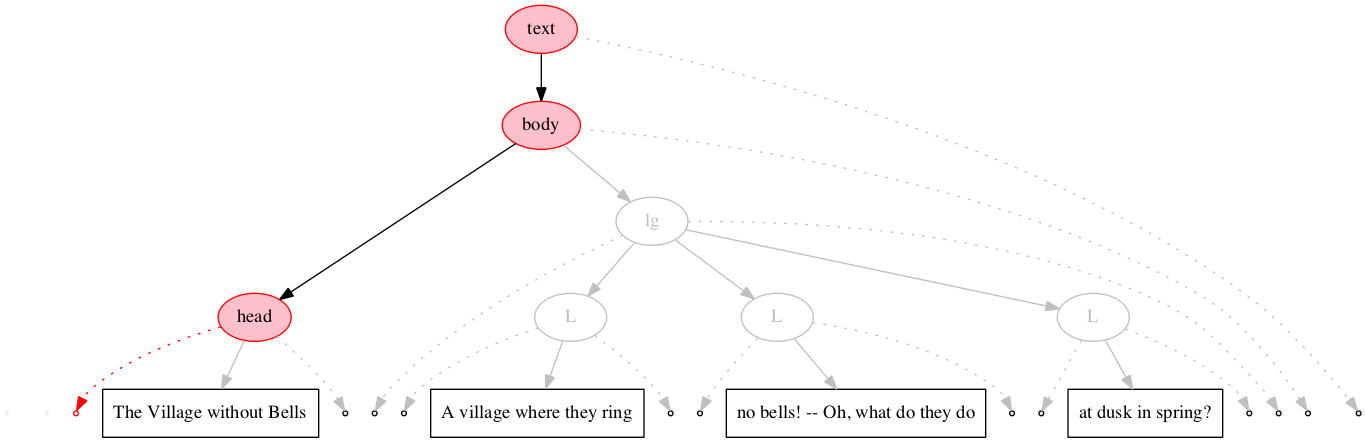 text
body
lg
head
L
L
L
The Village without Bells
A village where they ring
no bells! -- Oh, what do they do
at dusk in spring?